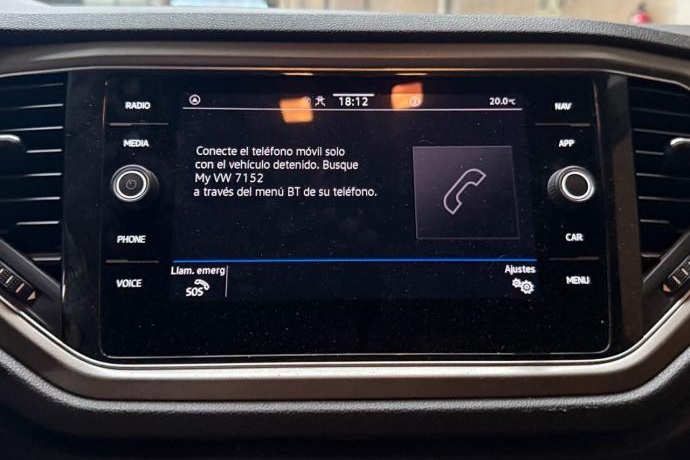 RADIO
MEDIA
PHONE
VOICE
18:12
20.0°C
Conecte el teléfono móvil solo
con el vehículo detenido. Busque
My VW 7152
a través del menú BT de su teléfono.
Llam. emerg
SOS
Ajustes
NAV
APP
CAR
MENU